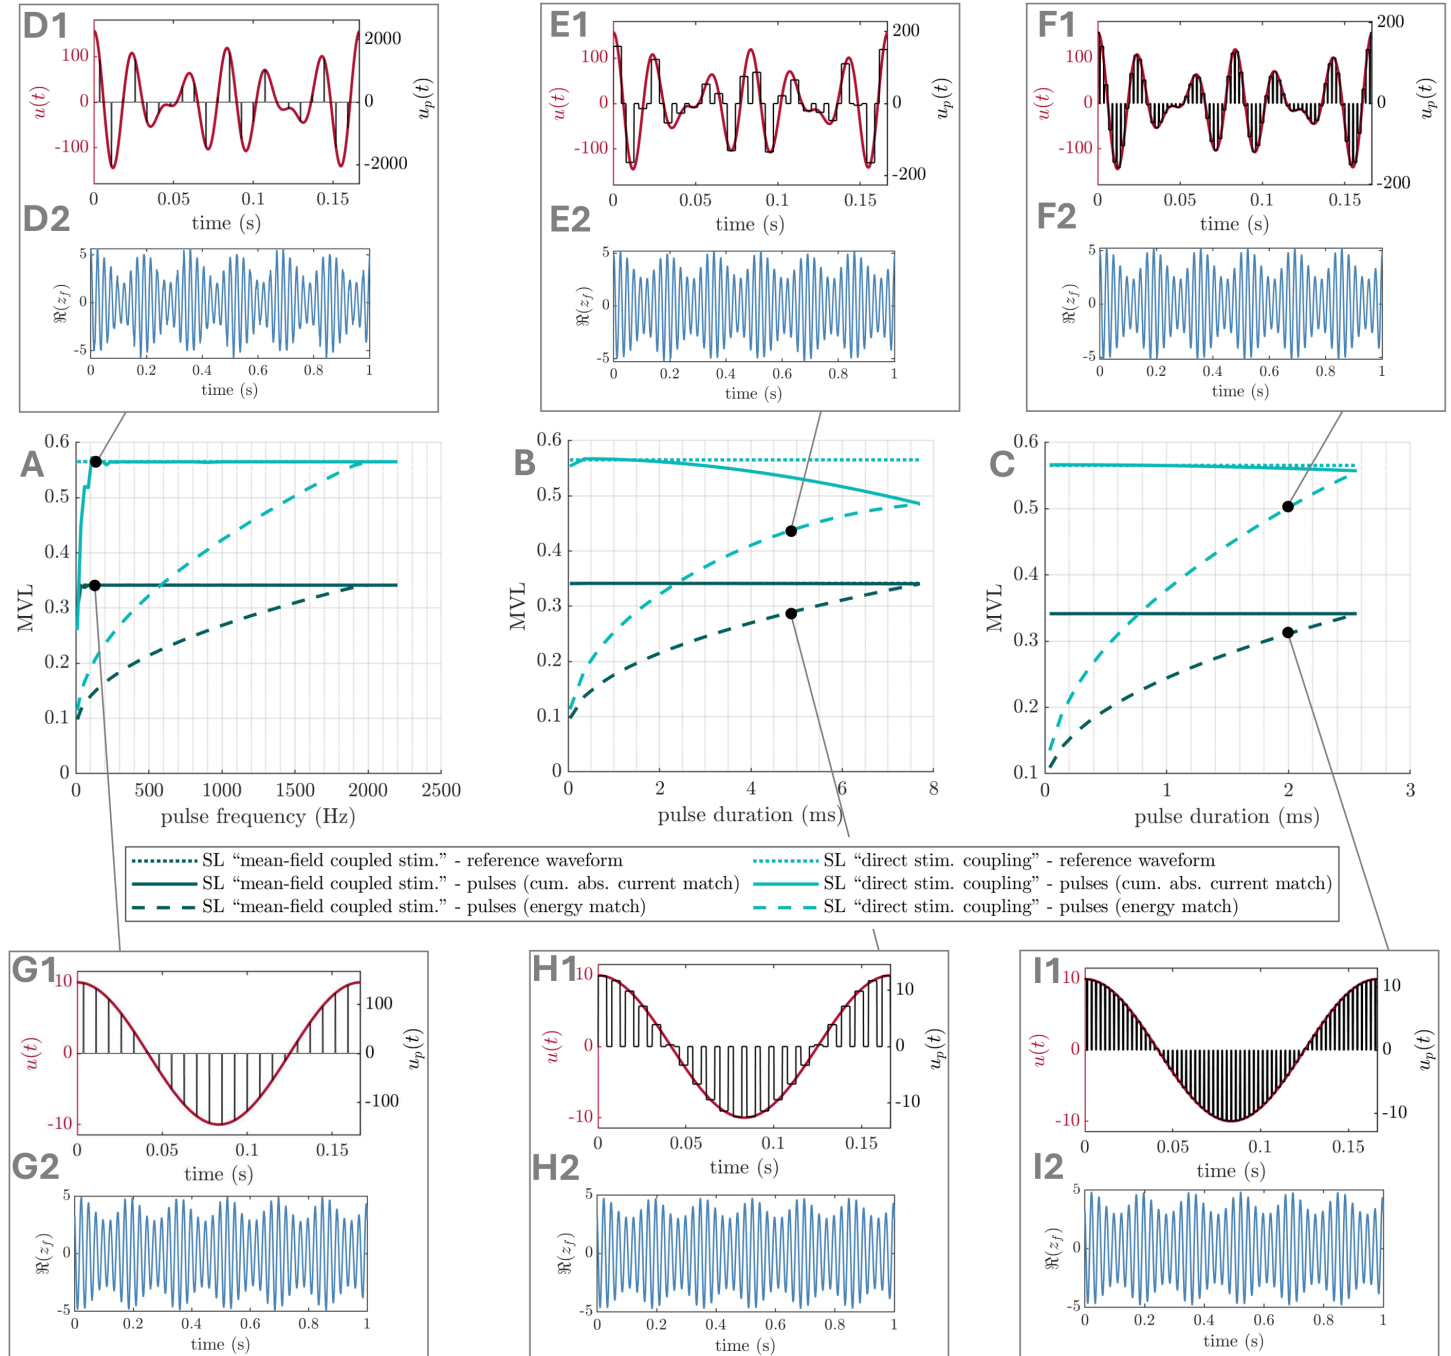 D1
100
0
-100
u(t)
2000
0
-2000
u_p(t)
0 0.05 0.1 0.15
time (s)
E1
100
0
-100
u(t)
200
0
-200
u_p(t)
0 0.05 0.1 0.15
time (s)
F1
100
0
-100
u(t)
200
0
-200
u_p(t)
0 0.05 0.1 0.15
time (s)
D2
5
0
-5
ℜ(z_f)
0 0.2 0.4 0.6 0.8 1
time (s)
E2
5
0
-5
ℜ(z_f)
0 0.2 0.4 0.6 0.8 1
time (s)
F2
5
0
-5
ℜ(z_f)
0 0.2 0.4 0.6 0.8 1
time (s)
A
0.6
0.5
0.4
0.3
0.2
0.1
0
MVL
0 500 1000 1500 2000 2500
pulse frequency (Hz)
B
0.6
0.5
0.4
0.3
0.2
0.1
0
MVL
0 2 4 6 8
pulse duration (ms)
C
0.6
0.5
0.4
0.3
0.2
0.1
MVL
0 1 2 3
pulse duration (ms)
SL “mean-field coupled stim.” - reference waveform
SL “mean-field coupled stim.” - pulses (cum. abs. current match)
SL “mean-field coupled stim.” - pulses (energy match)
SL “direct stim. coupling” - reference waveform
SL “direct stim. coupling” - pulses (cum. abs. current match)
SL “direct stim. coupling” - pulses (energy match)
G1
10
0
-10
u(t)
100
0
-100
u_p(t)
0 0.05 0.1 0.15
time (s)
H1
10
0
-10
u(t)
10
0
-10
u_p(t)
0 0.05 0.1 0.15
time (s)
I1
10
0
-10
u(t)
10
0
-10
u_p(t)
0 0.05 0.1 0.15
time (s)
G2
5
0
-5
ℜ(z_f)
0 0.2 0.4 0.6 0.8 1
time (s)
H2
5
0
-5
ℜ(z_f)
0 0.2 0.4 0.6 0.8 1
time (s)
I2
5
0
-5
ℜ(z_f)
0 0.2 0.4 0.6 0.8 1
time (s)